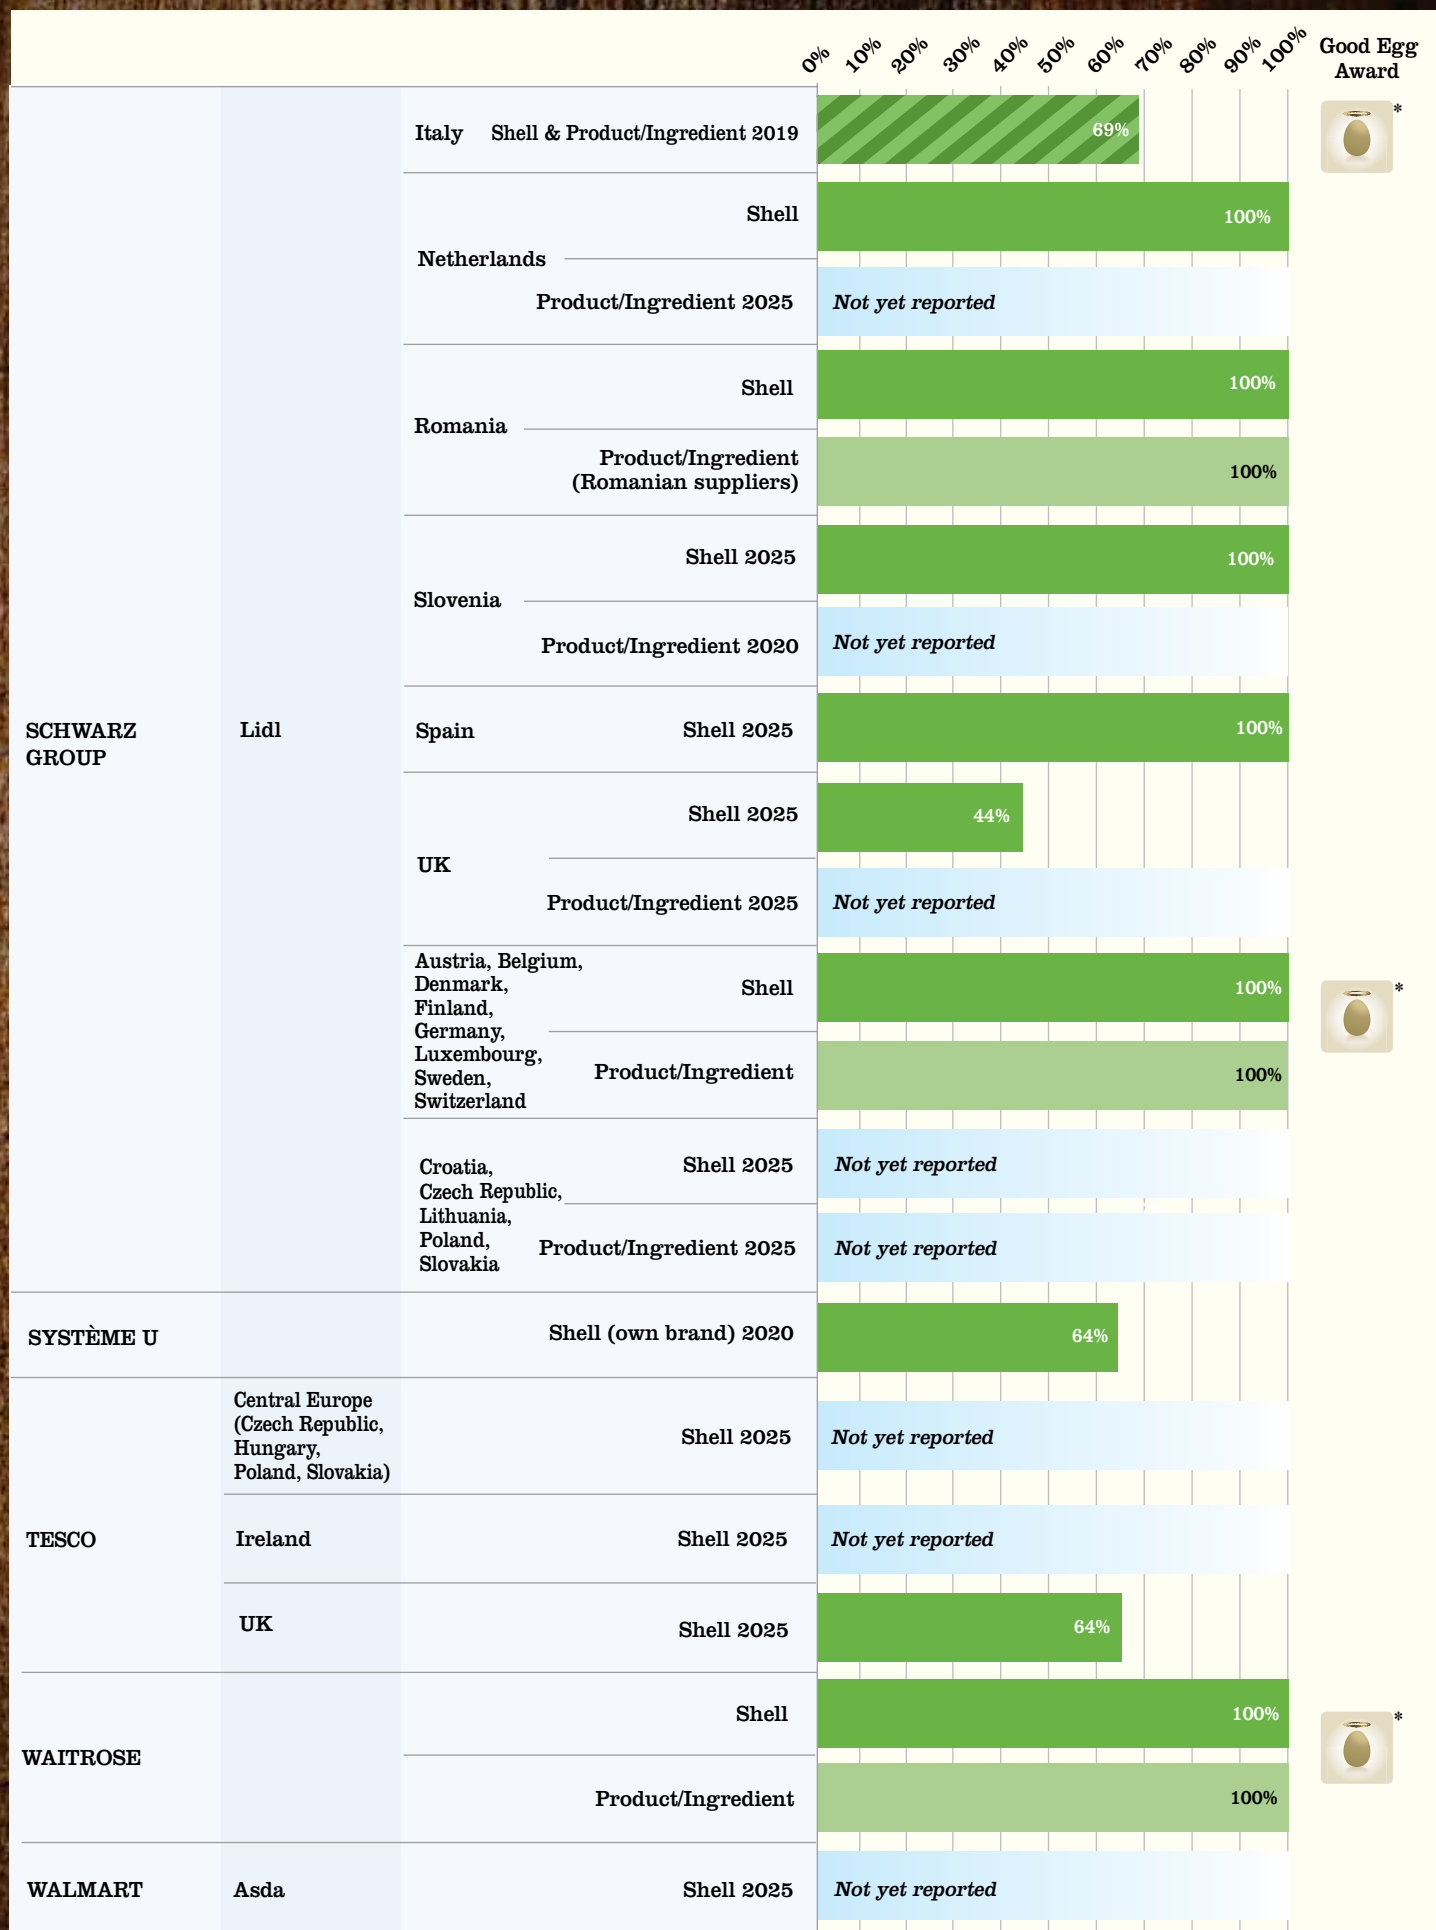 0% 10% 20% 30% 40% 50% 60% 70% 80% 90% 100%
Good Egg
Award
Italy Shell & Product/Ingredient 2019 69% *
Shell 100%
Netherlands
Product/Ingredient 2025 Not yet reported
Shell 100%
Romania
Product/Ingredient
(Romanian suppliers) 100%
Shell 2025 100%
Slovenia
Product/Ingredient 2020 Not yet reported
SCHWARZ
GROUP
Lidl
Spain Shell 2025 100%
Shell 2025 44%
UK
Product/Ingredient 2025 Not yet reported
Austria, Belgium,
Denmark,
Finland,
Germany,
Luxembourg,
Sweden,
Switzerland
Shell 100% *
Product/Ingredient 100%
Croatia,
Czech Republic,
Lithuania,
Poland,
Slovakia
Shell 2025 Not yet reported
Product/Ingredient 2025 Not yet reported
SYSTÈME U Shell (own brand) 2020 64%
TESCO
Central Europe
(Czech Republic,
Hungary,
Poland, Slovakia)
Shell 2025 Not yet reported
Ireland Shell 2025 Not yet reported
UK Shell 2025 64%
WAITROSE
Shell 100% *
Product/Ingredient 100%
WALMART Asda Shell 2025 Not yet reported